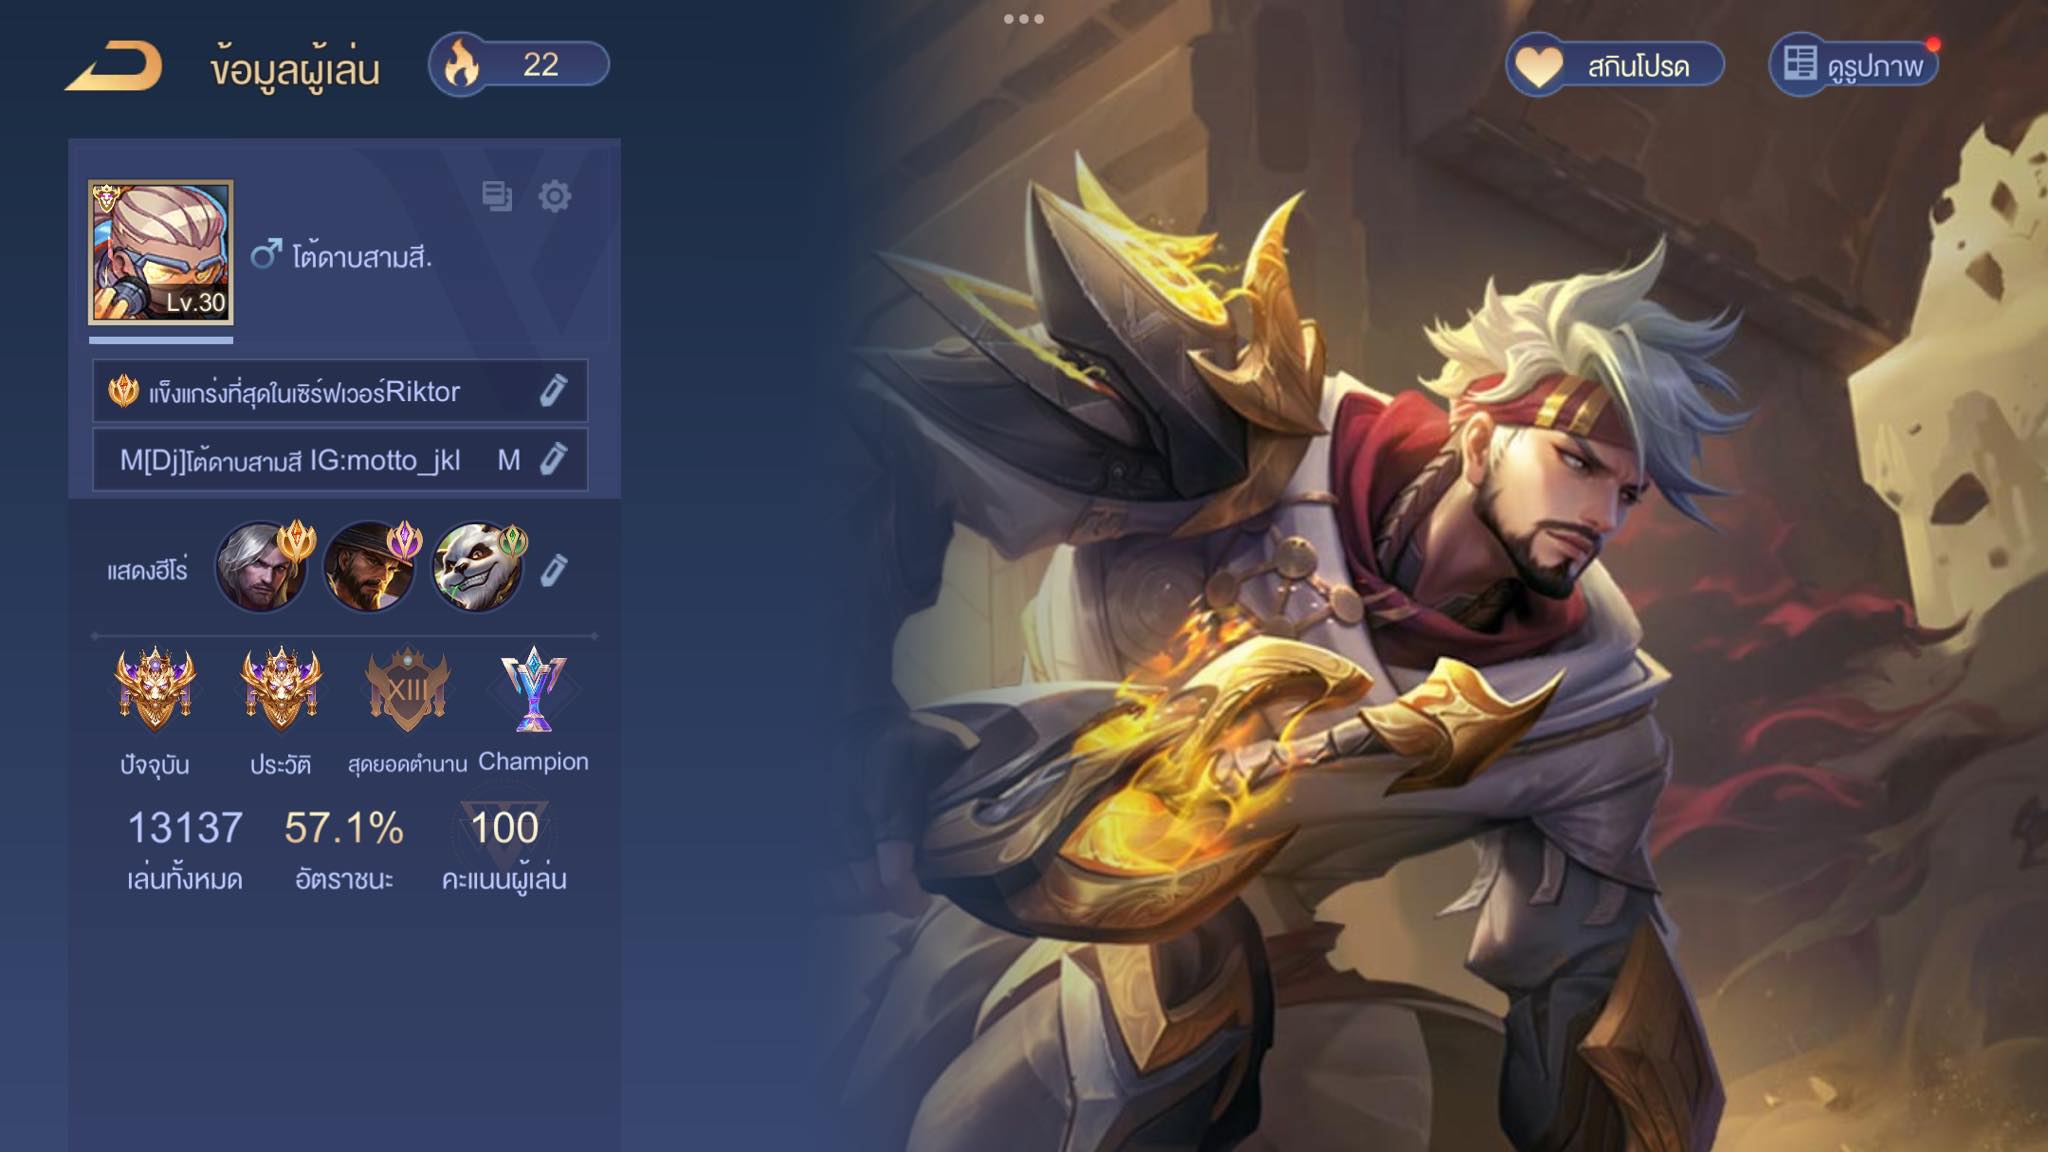 ข้อมูลผู้เล่น
22
สกินโปรด
ดูรูปภาพ
Lv.30
โต้ดาบสามสี.
แข็งแกร่งที่สุดในเซิร์ฟเวอร์Riktor
M[Dj]โต้ดาบสามสี IG:motto_jkl M
แสดงฮีโร่
XIII
ปัจจุบัน ประวัติ สุดยอดตำนาน Champion
13137 57.1% 100
เล่นทั้งหมด อัตราชนะ คะแนนผู้เล่น